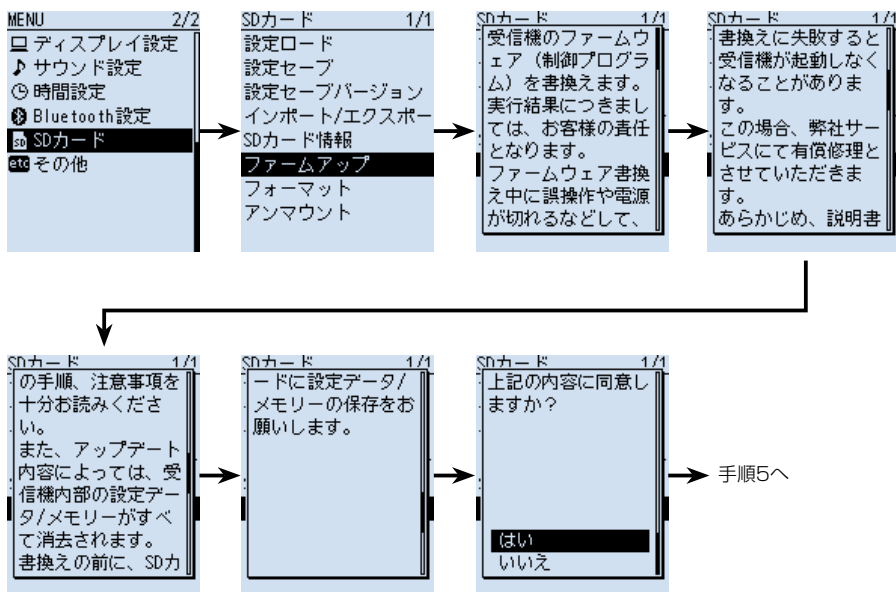 MENU 2/2
ディスプレイ設定
サウンド設定
時間設定
Bluetooth設定
SD SDカード
etc その他
SDカード 1/1
設定ロード
設定セーブ
設定セーブバージョン
インポート/エクスポー
SDカード情報
ファームアップ
フォーマット
アンマウント
SDカード 1/1
受信機のファームウ
ェア（制御プログラ
ム）を書換えます。
実行結果につきまし
ては、お客様の責任
となります。
ファームウェア書換
え中に誤操作や電源
が切れるなどして、
SDカード 1/1
書換えに失敗すると
受信機が起動しなく
なることがありま
す。
この場合、弊社サー
ビスにて有償修理と
させていただきま
す。
あらかじめ、説明書
SDカード 1/1
の手順、注意事項を
十分お読みくださ
い。
また、アップデート
内容によっては、受
信機内部の設定デー
タ/メモリーがすべ
て消去されます。
書換えの前に、SDカ
SDカード 1/1
ードに設定データ/
メモリーの保存をお
願いします。
SDカード 1/1
上記の内容に同意し
ますか？
はい
いいえ
手順5へ